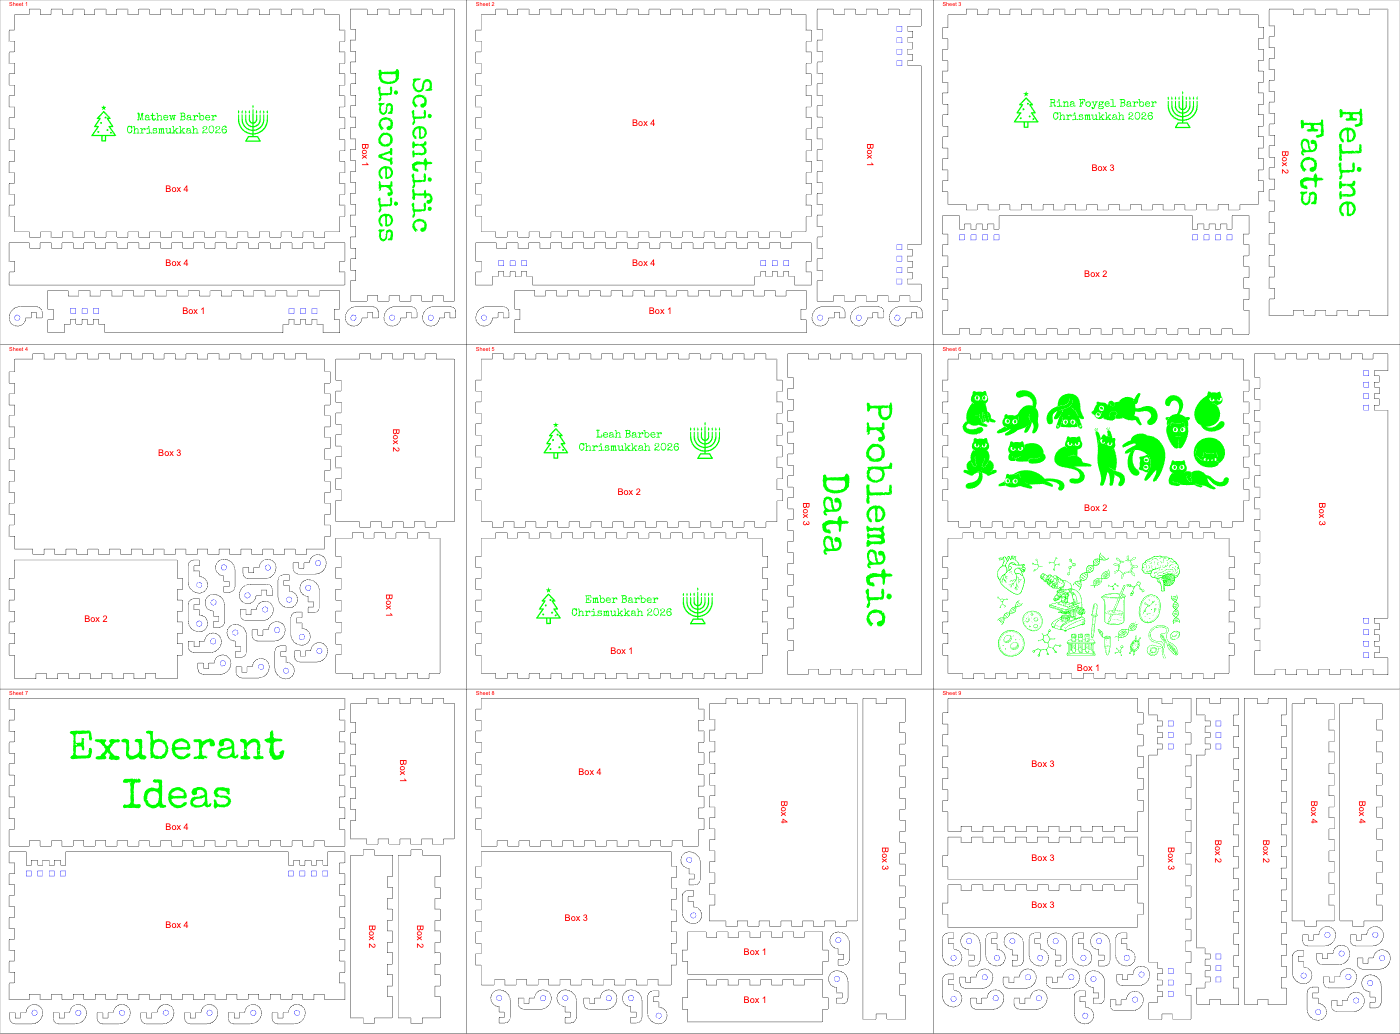 Sheet 1
Mathew Barber
Chrismukkah 2026
Box 4
Box 4
Box 1
Scientific
Discoveries
Box 1
Sheet 2
Box 4
Box 4
Box 1
Box 1
Sheet 3
Rina Foygel Barber
Chrismukkah 2026
Box 3
Box 2
Feline
Facts
Box 2
Sheet 4
Box 3
Box 2
Box 2
Box 1
Sheet 5
Leah Barber
Chrismukkah 2026
Box 2
Ember Barber
Chrismukkah 2026
Box 1
Problematic
Data
Box 3
Sheet 6
Box 2
Box 1
Box 3
Sheet 7
Exuberant
Ideas
Box 4
Box 4
Box 1
Box 2
Box 2
Sheet 8
Box 4
Box 3
Box 4
Box 1
Box 1
Box 3
Sheet 9
Box 3
Box 3
Box 3
Box 3
Box 2
Box 2
Box 4
Box 4